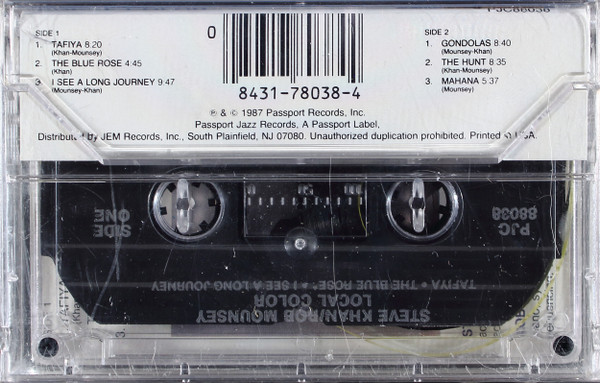 PJC88038
SIDE 1
1. TAFIYA 8:20
(Khan-Mounsey)
2. THE BLUE ROSE 4:45
(Khan)
3. I SEE A LONG JOURNEY 9:47
(Mounsey-Khan)
0
8431-78038-4
SIDE 2
1. GONDOLAS 8:40
(Khan-Mounsey)
2. THE HUNT 8:35
(Khan-Mounsey)
3. MAHANA 5:37
(Mounsey)
℗ & © 1987 Passport Records, Inc.
Passport Jazz Records, A Passport Label,
Distributed by JEM Records, Inc., South Plainfield, NJ 07080. Unauthorized duplication prohibited. Printed in USA.
STEVE KHAN/ROB MOUNSEY
LOCAL COLOR
TAFIYA • THE BLUE ROSE • I SEE A LONG JOURNEY
SIDE
ONE
PJC
88038